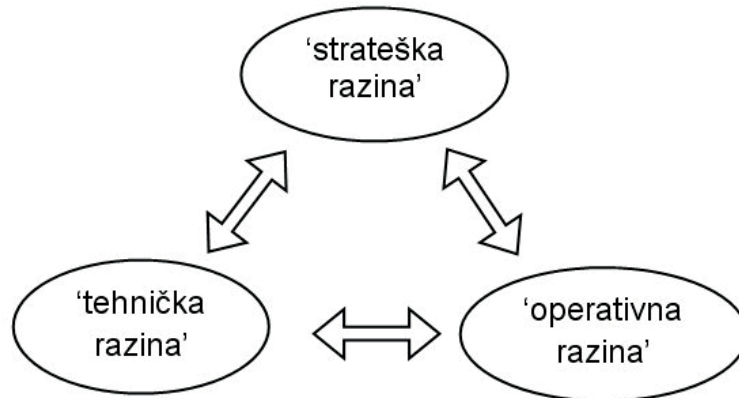 ‘strateška
razina’
‘tehnička
razina’
‘operativna
razina’